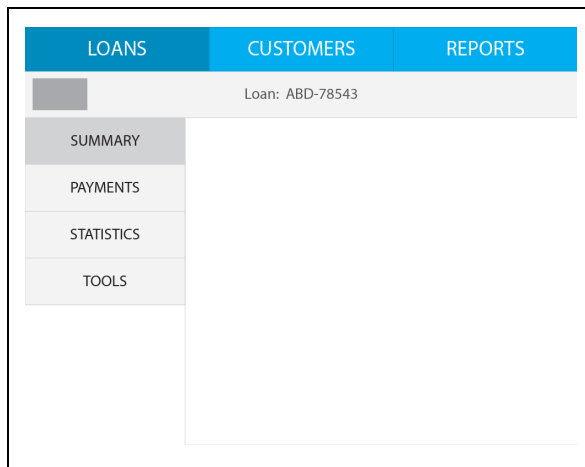 LOANS CUSTOMERS REPORTS
Loan: ABD-78543
SUMMARY
PAYMENTS
STATISTICS
TOOLS